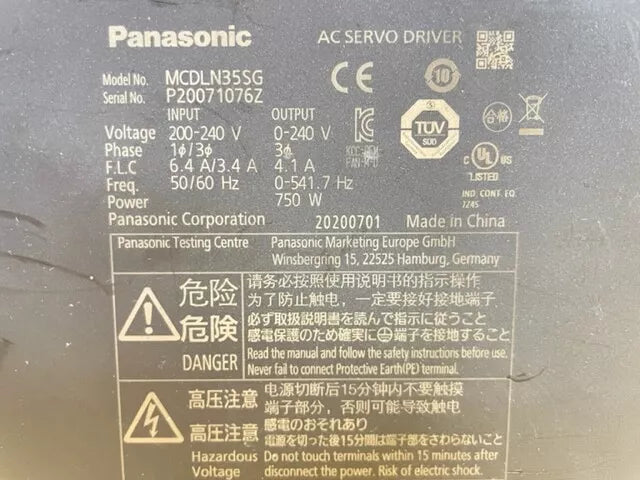 Panasonic
AC SERVO DRIVER
Model No. MCDLN35SG
Serial No. P20071076Z
INPUT OUTPUT
Voltage 200-240 V 0-240 V
Phase 1ϕ/3ϕ 3ϕ
F.L.C 6.4 A/3.4 A 4.1 A
Freq. 50/60 Hz 0-541.7 Hz
Power 750 W
CE
10
TÜV
SÜD
合格
C UL US
LISTED
IND. CONT. EQ.
Panasonic Corporation 20200701 Made in China
Panasonic Testing Centre
Panasonic Marketing Europe GmbH
Winsbergring 15, 22525 Hamburg, Germany
危险
危険
DANGER
请务必按照使用说明书的指示操作
为了防止触电，一定要接好接地端子
必ず取扱説明書を読んで指示に従うこと
感電保護のため確実に⏚端子を接地すること
Read the manual and follow the safety instructions before use.
Never fail to connect Protective Earth(PE) terminal.
高压注意
高圧注意
Hazardous
Voltage
电源切断后15分钟内不要触摸
端子部分，否则可能导致触电
感電のおそれあり
電源を切った後15分間は端子部をさわらないこと
Do not touch terminals within 15 minutes after
disconnect the power. Risk of electric shock.